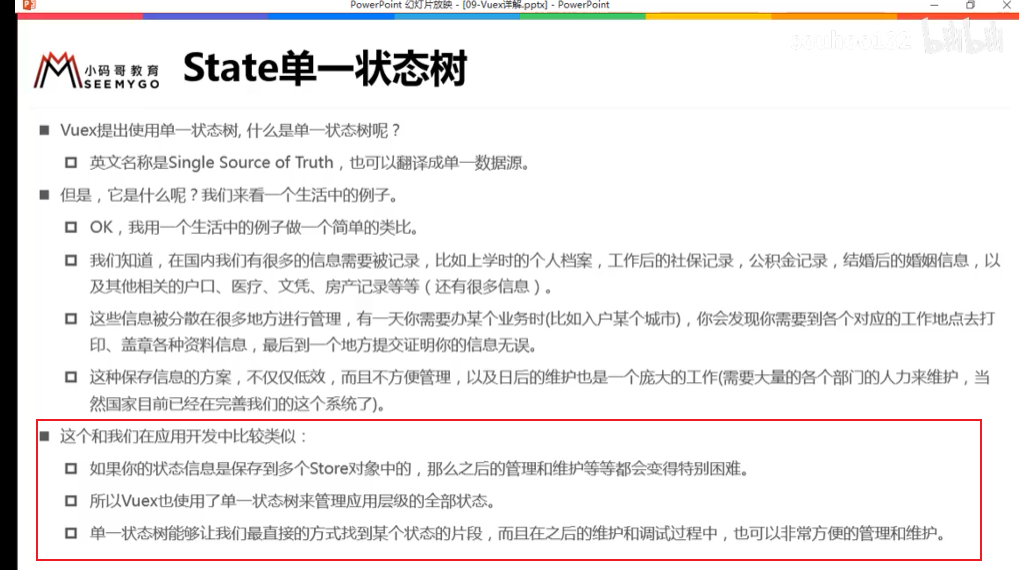 PowerPoint 幻灯片放映 - [09-Vuex详解.pptx] - PowerPoint
小码哥教育
SEEMYGO
State单一状态树
Vuex提出使用单一状态树, 什么是单一状态树呢？
英文名称是Single Source of Truth，也可以翻译成单一数据源。
但是，它是什么呢？我们来看一个生活中的例子。
OK，我用一个生活中的例子做一个简单的类比。
我们知道，在国内我们有很多的信息需要被记录，比如上学时的个人档案，工作后的社保记录，公积金记录，结婚后的婚姻信息，以
及其他相关的户口、医疗、文凭、房产记录等等（还有很多信息）。
这些信息被分散在很多地方进行管理，有一天你需要办某个业务时(比如入户某个城市)，你会发现你需要到各个对应的工作地点去打
印、盖章各种资料信息，最后到一个地方提交证明你的信息无误。
这种保存信息的方案，不仅仅低效，而且不方便管理，以及日后的维护也是一个庞大的工作(需要大量的各个部门的人力来维护，当
然国家目前已经在完善我们的这个系统了)。
这个和我们在应用开发中比较类似：
如果你的状态信息是保存到多个Store对象中的，那么之后的管理和维护等等都会变得特别困难。
所以Vuex也使用了单一状态树来管理应用层级的全部状态。
单一状态树能够让我们最直接的方式找到某个状态的片段，而且在之后的维护和调试过程中，也可以非常方便的管理和维护。